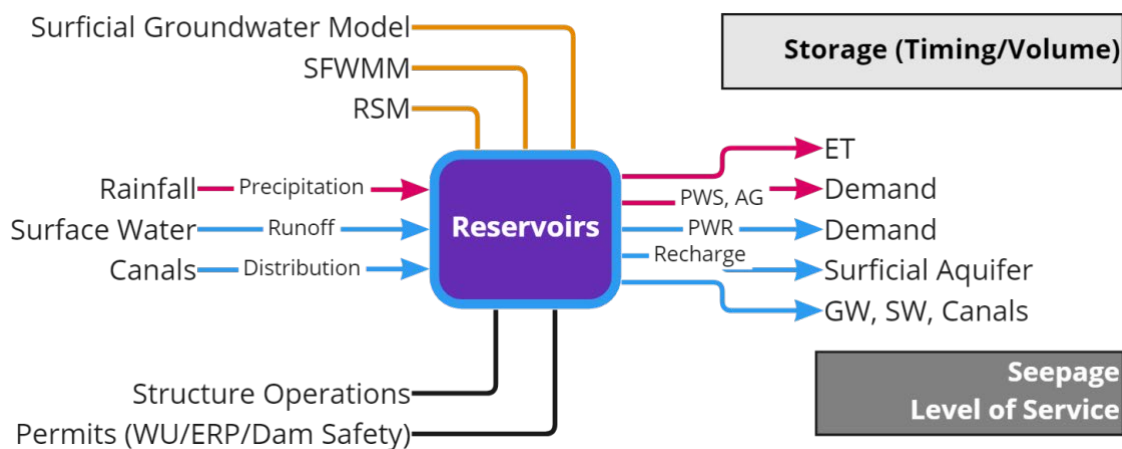 Surficial Groundwater Model
SFWMM
RSM
Storage (Timing/Volume)
Rainfall
Precipitation
Surface Water
Runoff
Canals
Distribution
Reservoirs
ET
PWS, AG
Demand
PWR
Demand
Recharge
Surficial Aquifer
GW, SW, Canals
Structure Operations
Permits (WU/ERP/Dam Safety)
Seepage
Level of Service